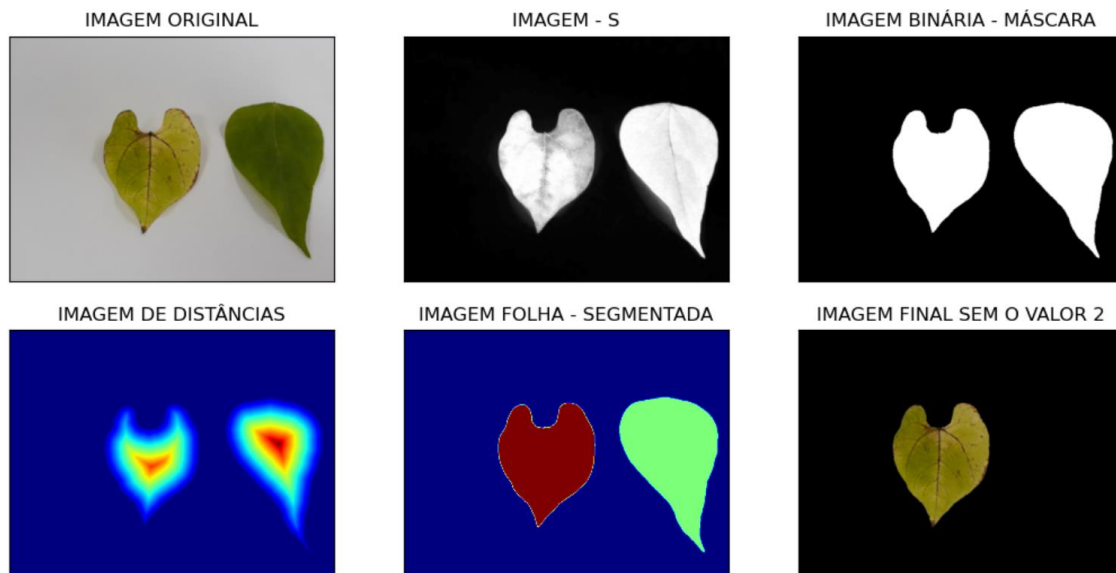 IMAGEM ORIGINAL
IMAGEM - S
IMAGEM BINÁRIA - MÁSCARA
IMAGEM DE DISTÂNCIAS
IMAGEM FOLHA - SEGMENTADA
IMAGEM FINAL SEM O VALOR 2